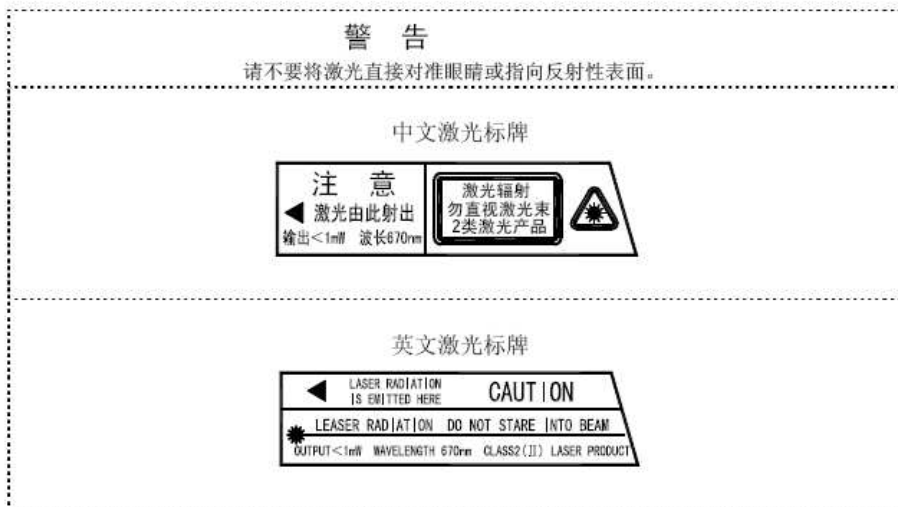 警 告
请不要将激光直接对准眼睛或指向反射性表面。
中文激光标牌
注 意
激光由此射出
输出<1mW 波长670nm
激光辐射
勿直视激光束
2类激光产品
英文激光标牌
LASER RADIATION
IS EMITTED HERE
CAUTION
LEASER RADIATION DO NOT STARE INTO BEAM
OUTPUT<1mW WAVELENGTH 670nm CLASS2(II) LASER PRODUCT